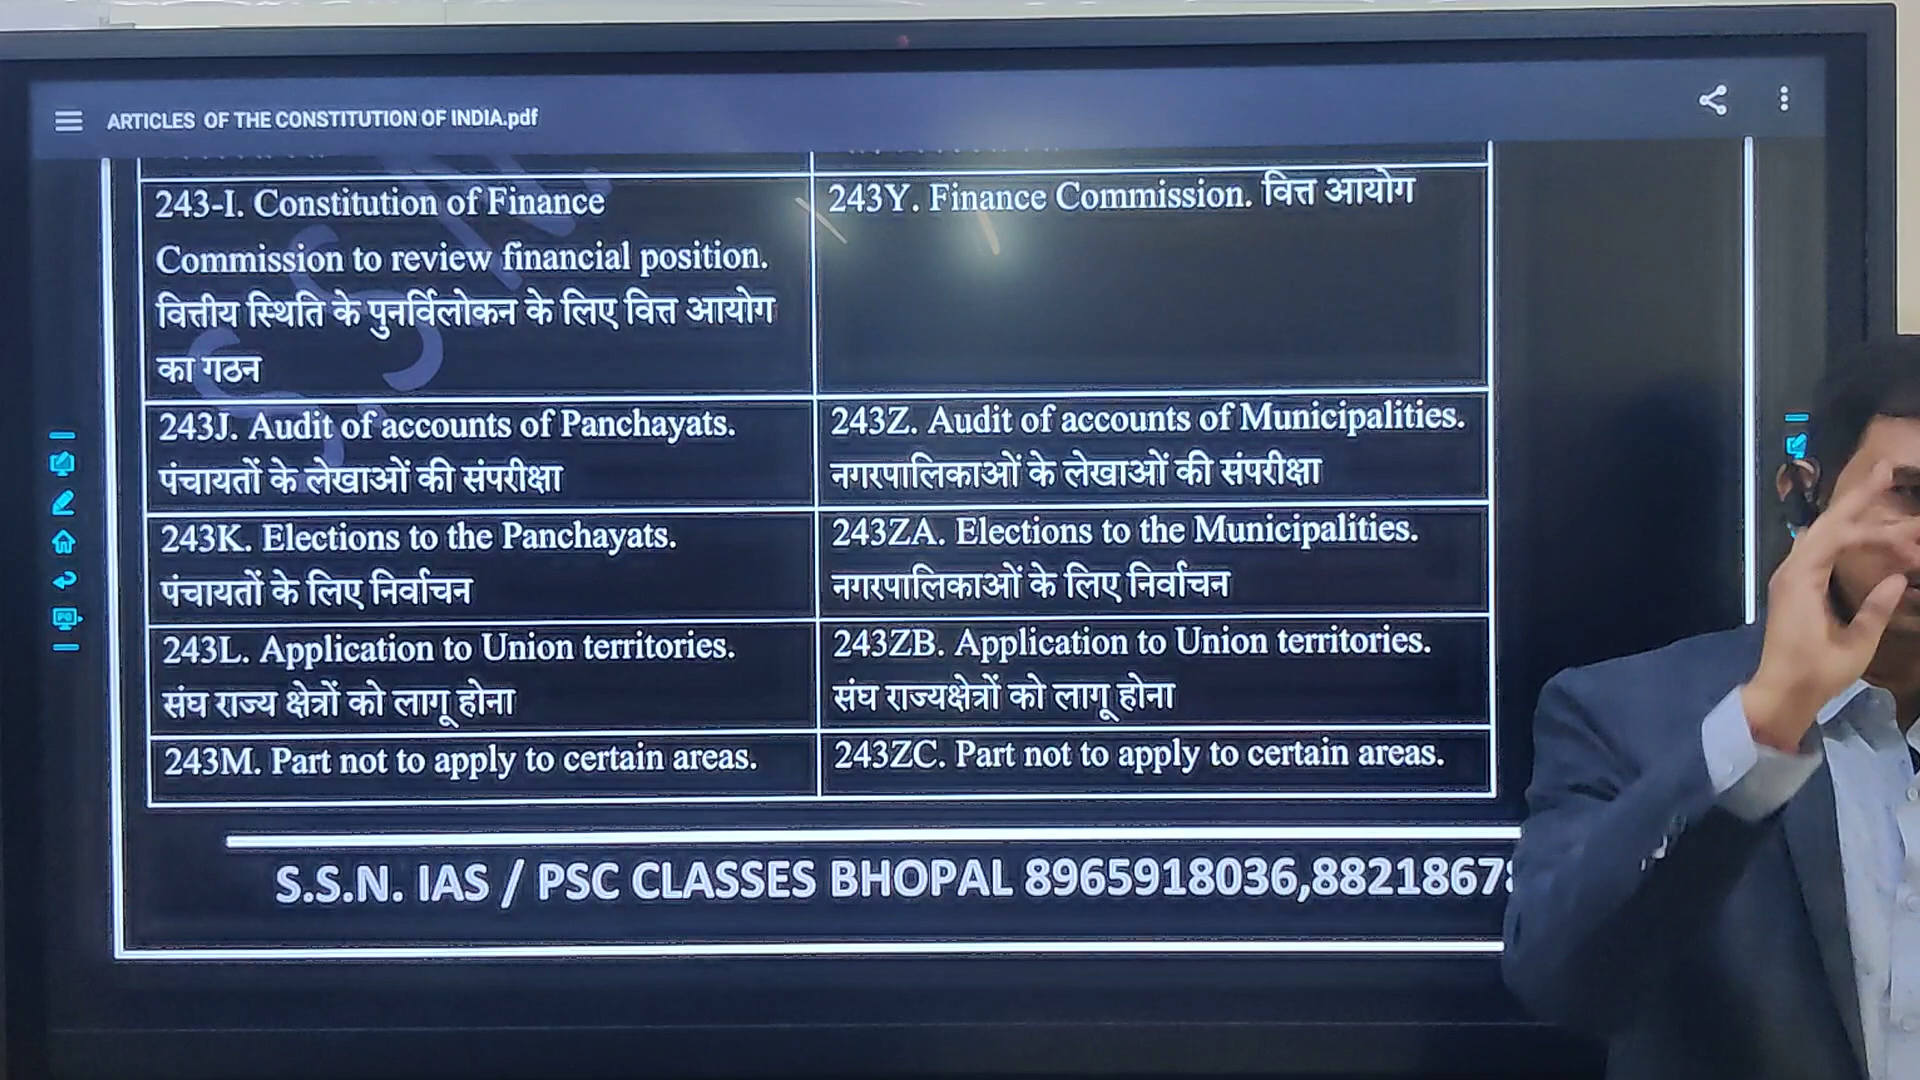 ARTICLES OF THE CONSTITUTION OF INDIA.pdf
243-I. Constitution of Finance
Commission to review financial position.
वित्तीय स्थिति के पुनर्विलोकन के लिए वित्त आयोग
का गठन
243Y. Finance Commission. वित्त आयोग
243J. Audit of accounts of Panchayats.
पंचायतों के लेखाओं की संपरीक्षा
243Z. Audit of accounts of Municipalities.
नगरपालिकाओं के लेखाओं की संपरीक्षा
243K. Elections to the Panchayats.
पंचायतों के लिए निर्वाचन
243ZA. Elections to the Municipalities.
नगरपालिकाओं के लिए निर्वाचन
243L. Application to Union territories.
संघ राज्य क्षेत्रों को लागू होना
243ZB. Application to Union territories.
संघ राज्यक्षेत्रों को लागू होना
243M. Part not to apply to certain areas.
243ZC. Part not to apply to certain areas.
S.S.N. IAS / PSC CLASSES BHOPAL 8965918036,8821867